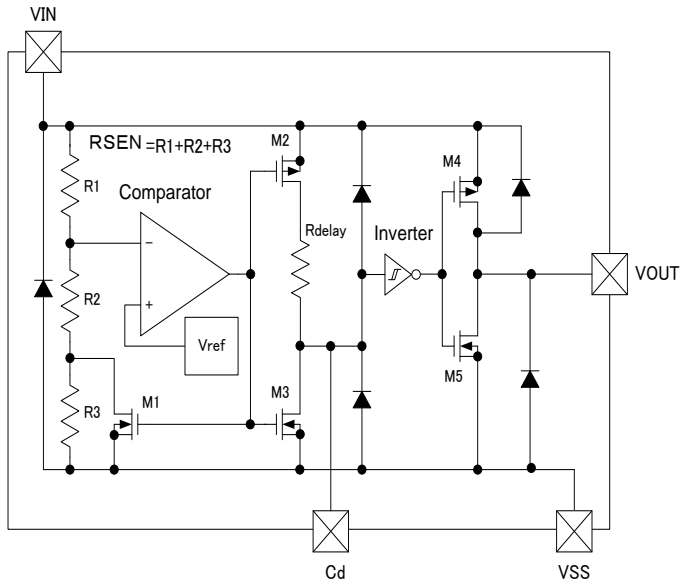 VIN
RSEN=R1+R2+R3
M2
M4
R1
Comparator
Rdelay
Inverter
−
VOUT
R2
+
Vref
M5
M1
M3
R3
Cd
VSS